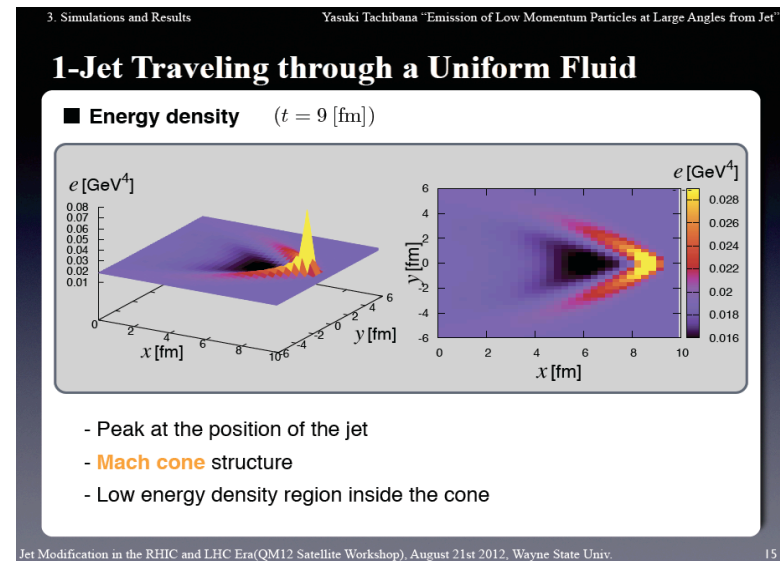 3. Simulations and Results
Yasuki Tachibana “Emission of Low Momentum Particles at Large Angles from Jet”
1-Jet Traveling through a Uniform Fluid
■ Energy density (t = 9 [fm])
e [GeV⁴]
0.08
0.07
0.06
0.05
0.04
0.03
0.02
0.01
0
2
4
6
8
10
x [fm]
-6
-4
-2
0
2
4
6
y [fm]
e [GeV⁴]
6
4
2
0
-2
-4
-6
y [fm]
0 2 4 6 8 10
x [fm]
0.028
0.026
0.024
0.022
0.02
0.018
0.016
- Peak at the position of the jet
- Mach cone structure
- Low energy density region inside the cone
Jet Modification in the RHIC and LHC Era(QM12 Satellite Workshop), August 21st 2012, Wayne State Univ.
15